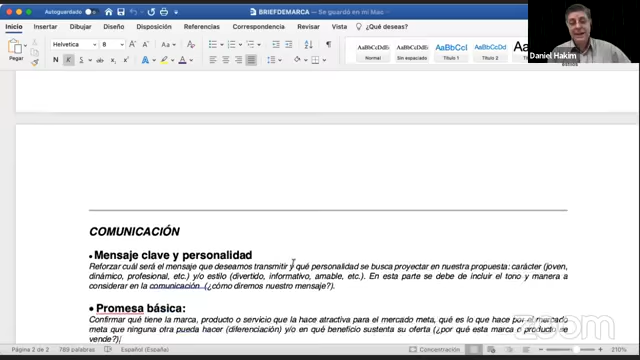 Autoguardado
BRIEFDEMARCA — Se guardó en mi Mac
Inicio Insertar Dibujar Diseño Disposición Referencias Correspondencia Revisar Vista ¿Qué deseas?
Pegar
Helvetica 8
AaBbCcDdEe AaBbCcDdEe AaBbCcI AaBbCcDd
Normal Sin espaciado Título 1 Título 2
Daniel Hakim
COMUNICACIÓN
• Mensaje clave y personalidad
Reforzar cuál será el mensaje que deseamos transmitir y qué personalidad se busca proyectar en nuestra propuesta: carácter (joven,
dinámico, profesional, etc.) y/o estilo (divertido, informativo, amable, etc.). En esta parte se debe de incluir el tono y manera a
considerar en la comunicación (¿cómo diremos nuestro mensaje?).
• Promesa básica:
Confirmar qué tiene la marca, producto o servicio que la hace atractiva para el mercado meta, qué es lo que hace por el mercado
meta que ninguna otra pueda hacer (diferenciación) y/o en qué beneficio sustenta su oferta (¿por qué esta marca o producto se
vende?)
zoom
Página 2 de 2 789 palabras Español (España) Concentración 210%